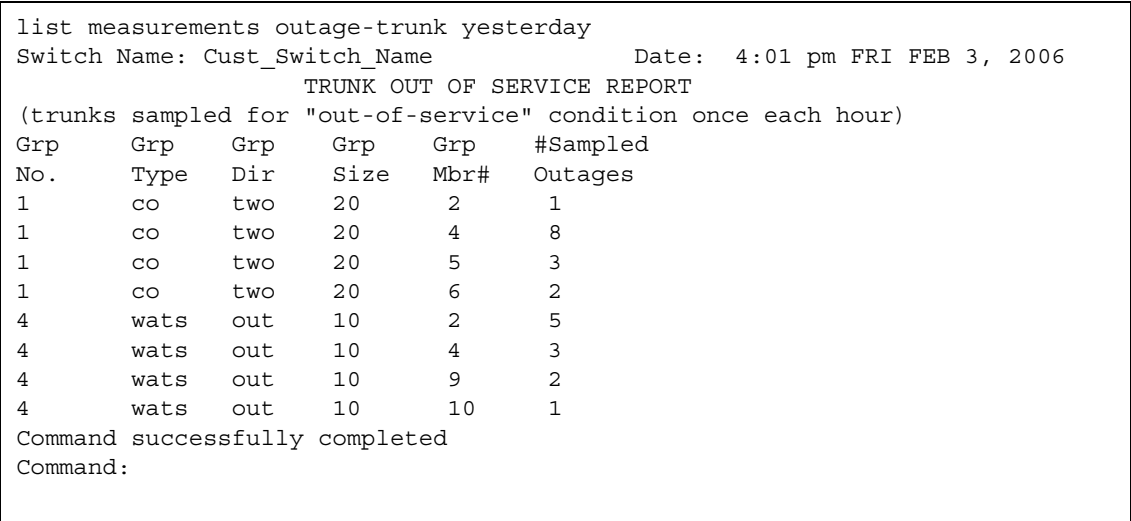 list measurements outage-trunk yesterday
Switch Name: Cust_Switch_Name Date: 4:01 pm FRI FEB 3, 2006
TRUNK OUT OF SERVICE REPORT
(trunks sampled for "out-of-service" condition once each hour)
Grp Grp Grp Grp Grp #Sampled
No. Type Dir Size Mbr# Outages
1 co two 20 2 1
1 co two 20 4 8
1 co two 20 5 3
1 co two 20 6 2
4 wats out 10 2 5
4 wats out 10 4 3
4 wats out 10 9 2
4 wats out 10 10 1
Command successfully completed
Command: